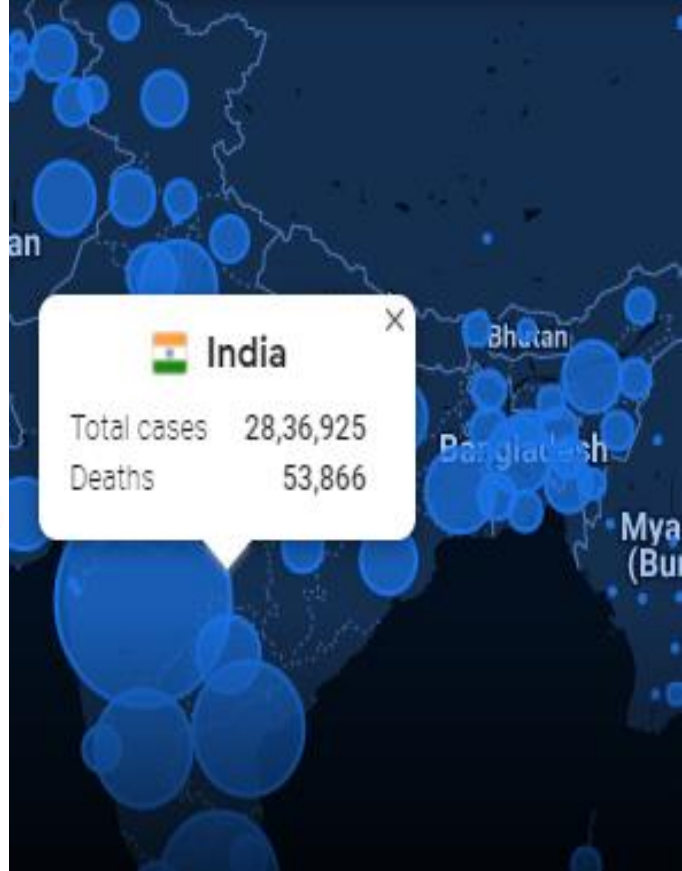 an
Bhutan
X
India
Total cases 28,36,925
Deaths 53,866
Bangladesh
Mya
(Bur